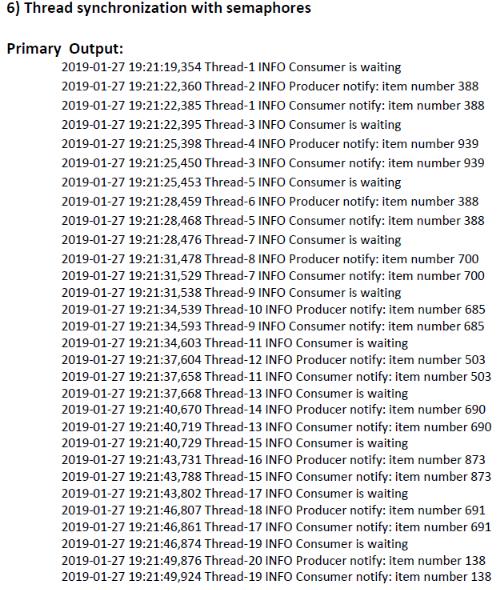 6) Thread synchronization with semaphores
Primary Output:
2019-01-27 19:21:19,354 Thread-1 INFO Consumer is waiting
2019-01-27 19:21:22,360 Thread-2 INFO Producer notify: item number 388
2019-01-27 19:21:22,385 Thread-1 INFO Consumer notify: item number 388
2019-01-27 19:21:22,395 Thread-3 INFO Consumer is waiting
2019-01-27 19:21:25,398 Thread-4 INFO Producer notify: item number 939
2019-01-27 19:21:25,450 Thread-3 INFO Consumer notify: item number 939
2019-01-27 19:21:25,453 Thread-5 INFO Consumer is waiting
2019-01-27 19:21:28,459 Thread-6 INFO Producer notify: item number 388
2019-01-27 19:21:28,468 Thread-5 INFO Consumer notify: item number 388
2019-01-27 19:21:28,476 Thread-7 INFO Consumer is waiting
2019-01-27 19:21:31,478 Thread-8 INFO Producer notify: item number 700
2019-01-27 19:21:31,529 Thread-7 INFO Consumer notify: item number 700
2019-01-27 19:21:31,538 Thread-9 INFO Consumer is waiting
2019-01-27 19:21:34,539 Thread-10 INFO Producer notify: item number 685
2019-01-27 19:21:34,593 Thread-9 INFO Consumer notify: item number 685
2019-01-27 19:21:34,603 Thread-11 INFO Consumer is waiting
2019-01-27 19:21:37,604 Thread-12 INFO Producer notify: item number 503
2019-01-27 19:21:37,658 Thread-11 INFO Consumer notify: item number 503
2019-01-27 19:21:37,668 Thread-13 INFO Consumer is waiting
2019-01-27 19:21:40,670 Thread-14 INFO Producer notify: item number 690
2019-01-27 19:21:40,719 Thread-13 INFO Consumer notify: item number 690
2019-01-27 19:21:40,729 Thread-15 INFO Consumer is waiting
2019-01-27 19:21:43,731 Thread-16 INFO Producer notify: item number 873
2019-01-27 19:21:43,788 Thread-15 INFO Consumer notify: item number 873
2019-01-27 19:21:43,802 Thread-17 INFO Consumer is waiting
2019-01-27 19:21:46,807 Thread-18 INFO Producer notify: item number 691
2019-01-27 19:21:46,861 Thread-17 INFO Consumer notify: item number 691
2019-01-27 19:21:46,874 Thread-19 INFO Consumer is waiting
2019-01-27 19:21:49,876 Thread-20 INFO Producer notify: item number 138
2019-01-27 19:21:49,924 Thread-19 INFO Consumer notify: item number 138